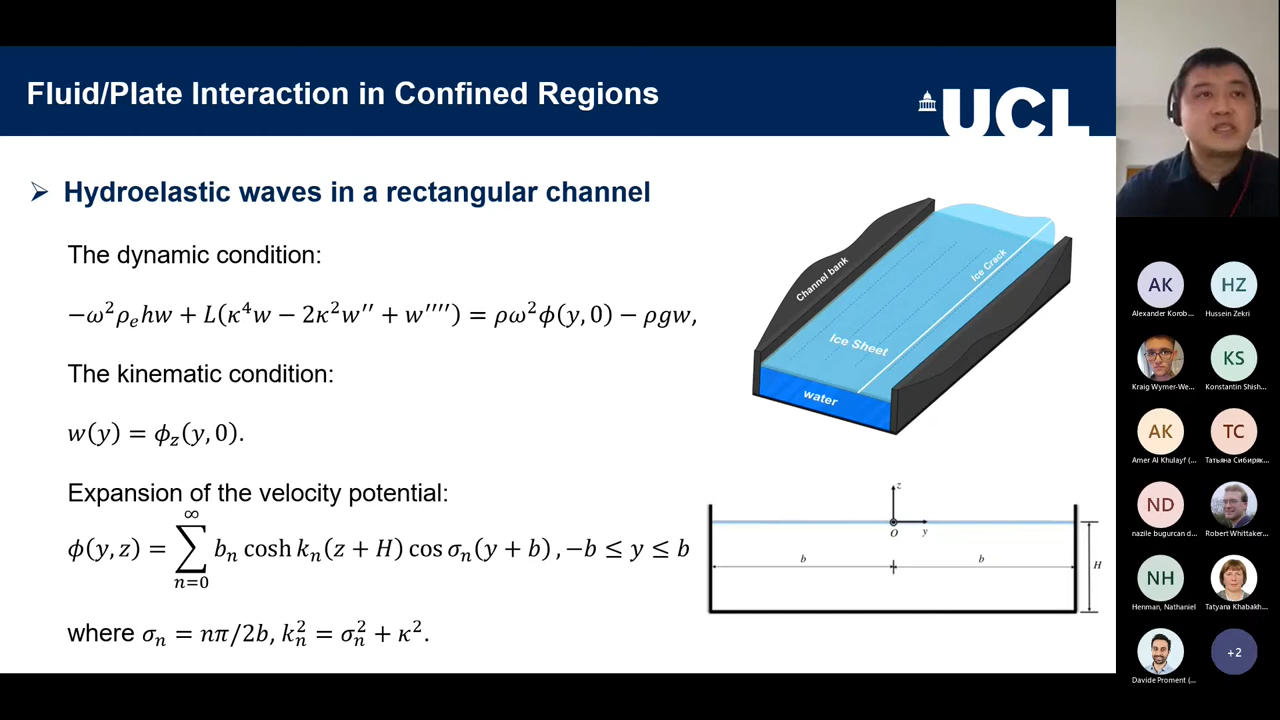 Fluid/Plate Interaction in Confined Regions
UCL
➢ Hydroelastic waves in a rectangular channel
The dynamic condition:
−ω²ρₑhw + L(κ⁴w − 2κ²w′′ + w′′′′) = ρω²ϕ(y, 0) − ρgw,
The kinematic condition:
w(y) = ϕ_z(y, 0).
Expansion of the velocity potential:
ϕ(y, z) = ∑_{n=0}^{∞} bₙ cosh kₙ(z + H) cos σₙ(y + b) , −b ≤ y ≤ b
where σₙ = nπ/2b, kₙ² = σₙ² + κ².
Channel bank
Ice Crack
Ice Sheet
water
z
O
y
b
b
H
AK
HZ
Alexander Korob...
Hussein Zekri
KS
Kraig Wymer-We...
Konstantin Shish...
AK
TC
Amer Al Khulayf (...
Татьяна Сибиряк...
ND
nazile bugurcan d...
Robert Whittaker...
NH
Henman, Nathaniel
Tatyana Khabakh...
+2
Davide Proment (...